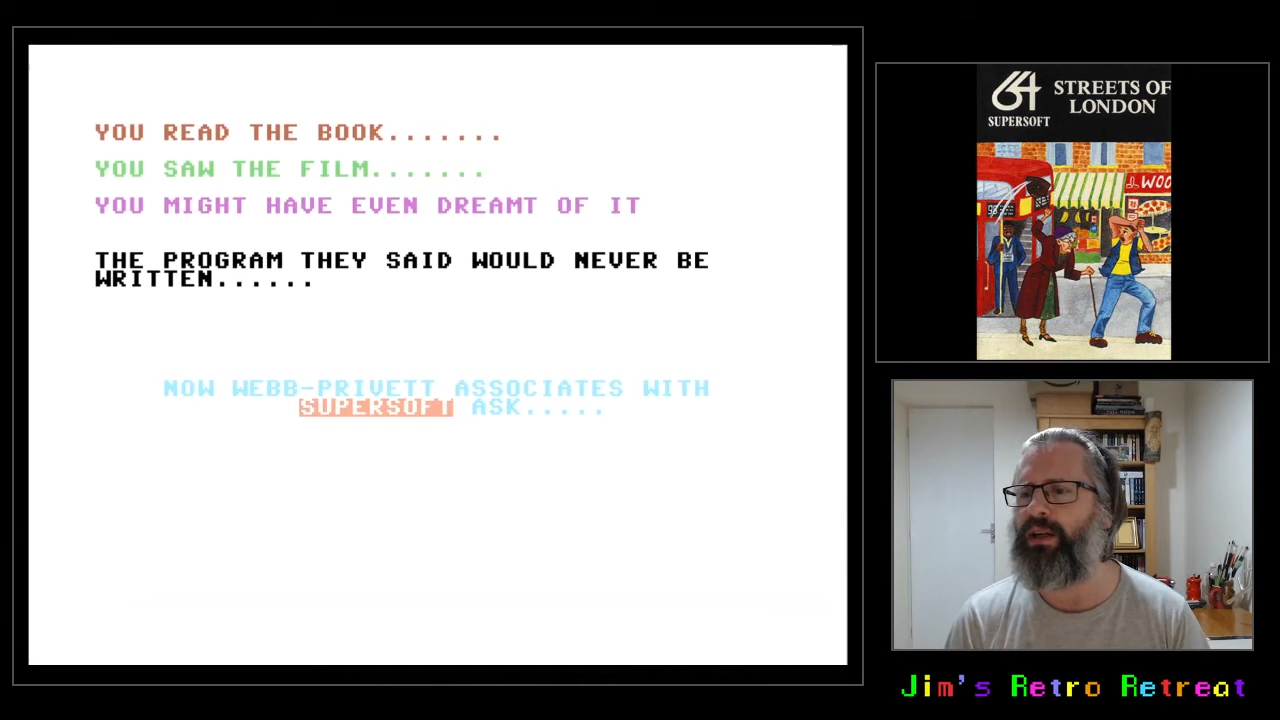 YOU READ THE BOOK.......
YOU SAW THE FILM.......
YOU MIGHT HAVE EVEN DREAMT OF IT
THE PROGRAM THEY SAID WOULD NEVER BE
WRITTEN......
NOW WEBB-PRIVETT ASSOCIATES WITH
SUPERSOFT ASK.....
64
SUPERSOFT
STREETS OF
LONDON
WOO
Jim's Retro Retreat